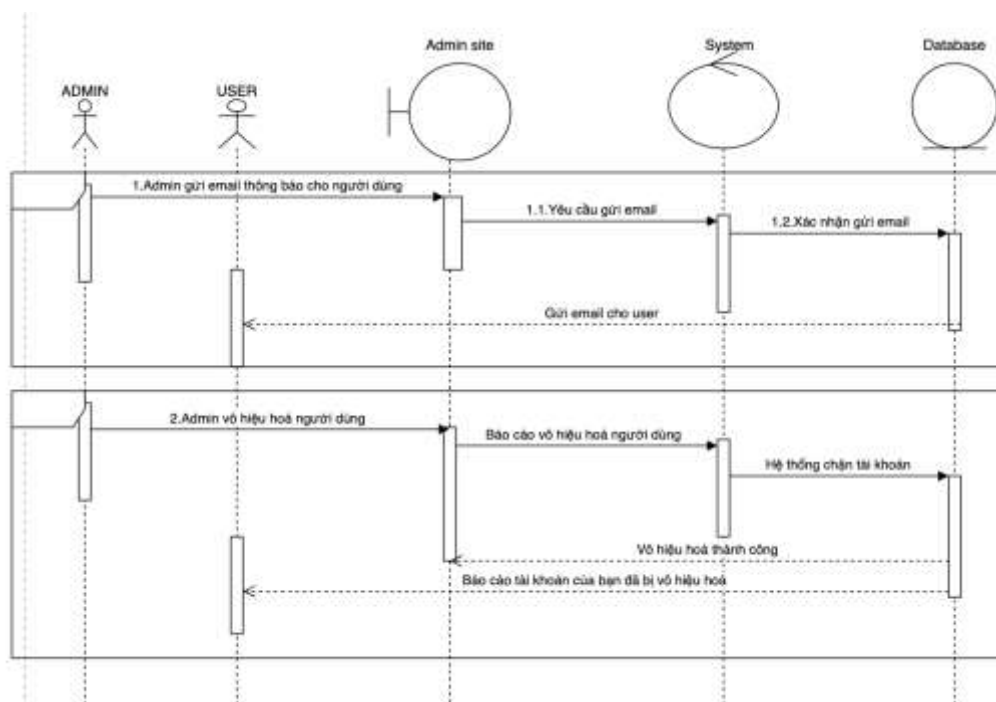 Admin site
System
Database
ADMIN
USER
1.Admin gửi email thông báo cho người dùng
1.1.Yêu cầu gửi email
1.2.Xác nhận gửi email
Gửi email cho user
2.Admin vô hiệu hoá người dùng
Báo cáo vô hiệu hoá người dùng
Hệ thống chặn tài khoản
Vô hiệu hoá thành công
Báo cáo tài khoản của bạn đã bị vô hiệu hoá